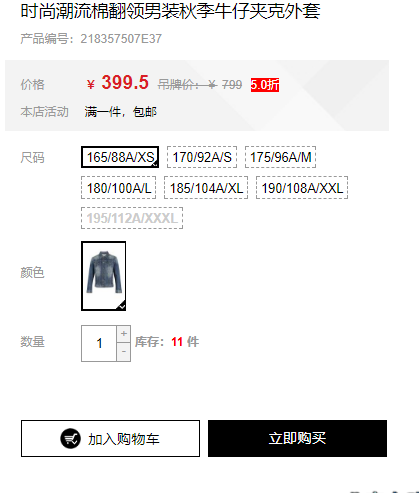 时尚潮流棉翻领男装秋季牛仔夹克外套
产品编号：218357507E37
价格 ¥ 399.5 吊牌价：¥ 799 5.0折
本店活动 满一件，包邮
尺码 165/88A/XS 170/92A/S 175/96A/M
180/100A/L 185/104A/XL 190/108A/XXL
195/112A/XXXL
颜色
数量 1 + - 库存：11 件
加入购物车 立即购买